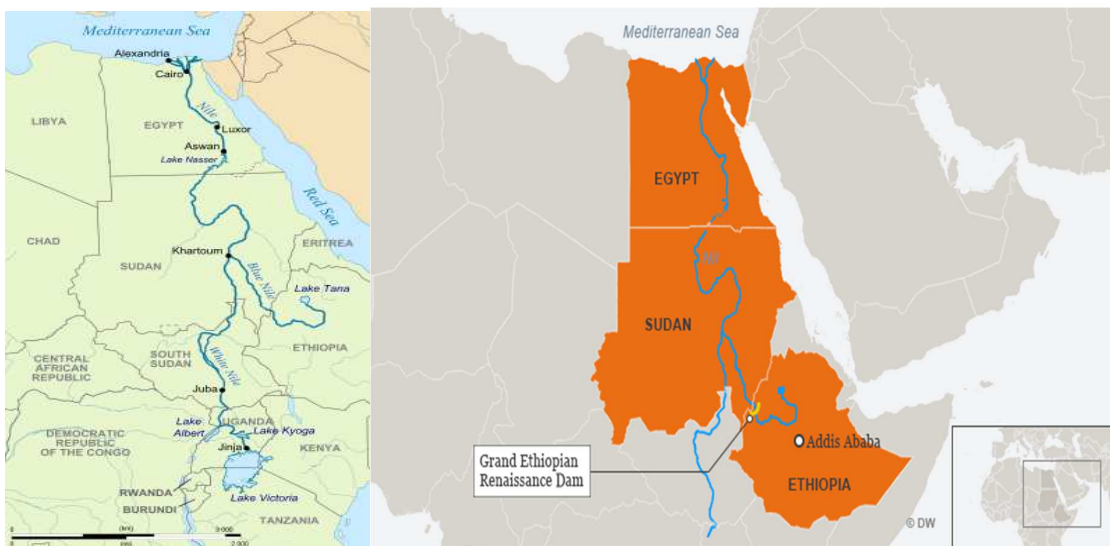 Mediterranean Sea
Alexandria
Cairo
Nile
LIBYA
EGYPT
Luxor
Aswan
Lake Nasser
Red Sea
CHAD
Khartoum
ERITREA
SUDAN
Blue Nile
Lake Tana
CENTRAL
AFRICAN
REPUBLIC
SOUTH
SUDAN
White Nile
ETHIOPIA
Juba
Lake
Albert
UGANDA
Lake Kyoga
DEMOCRATIC
REPUBLIC
OF THE CONGO
Jinja
KENYA
RWANDA
BURUNDI
Lake Victoria
TANZANIA
(km)
Mediterranean Sea
EGYPT
Nil
SUDAN
Addis Ababa
Grand Ethiopian
Renaissance Dam
ETHIOPIA
© DW